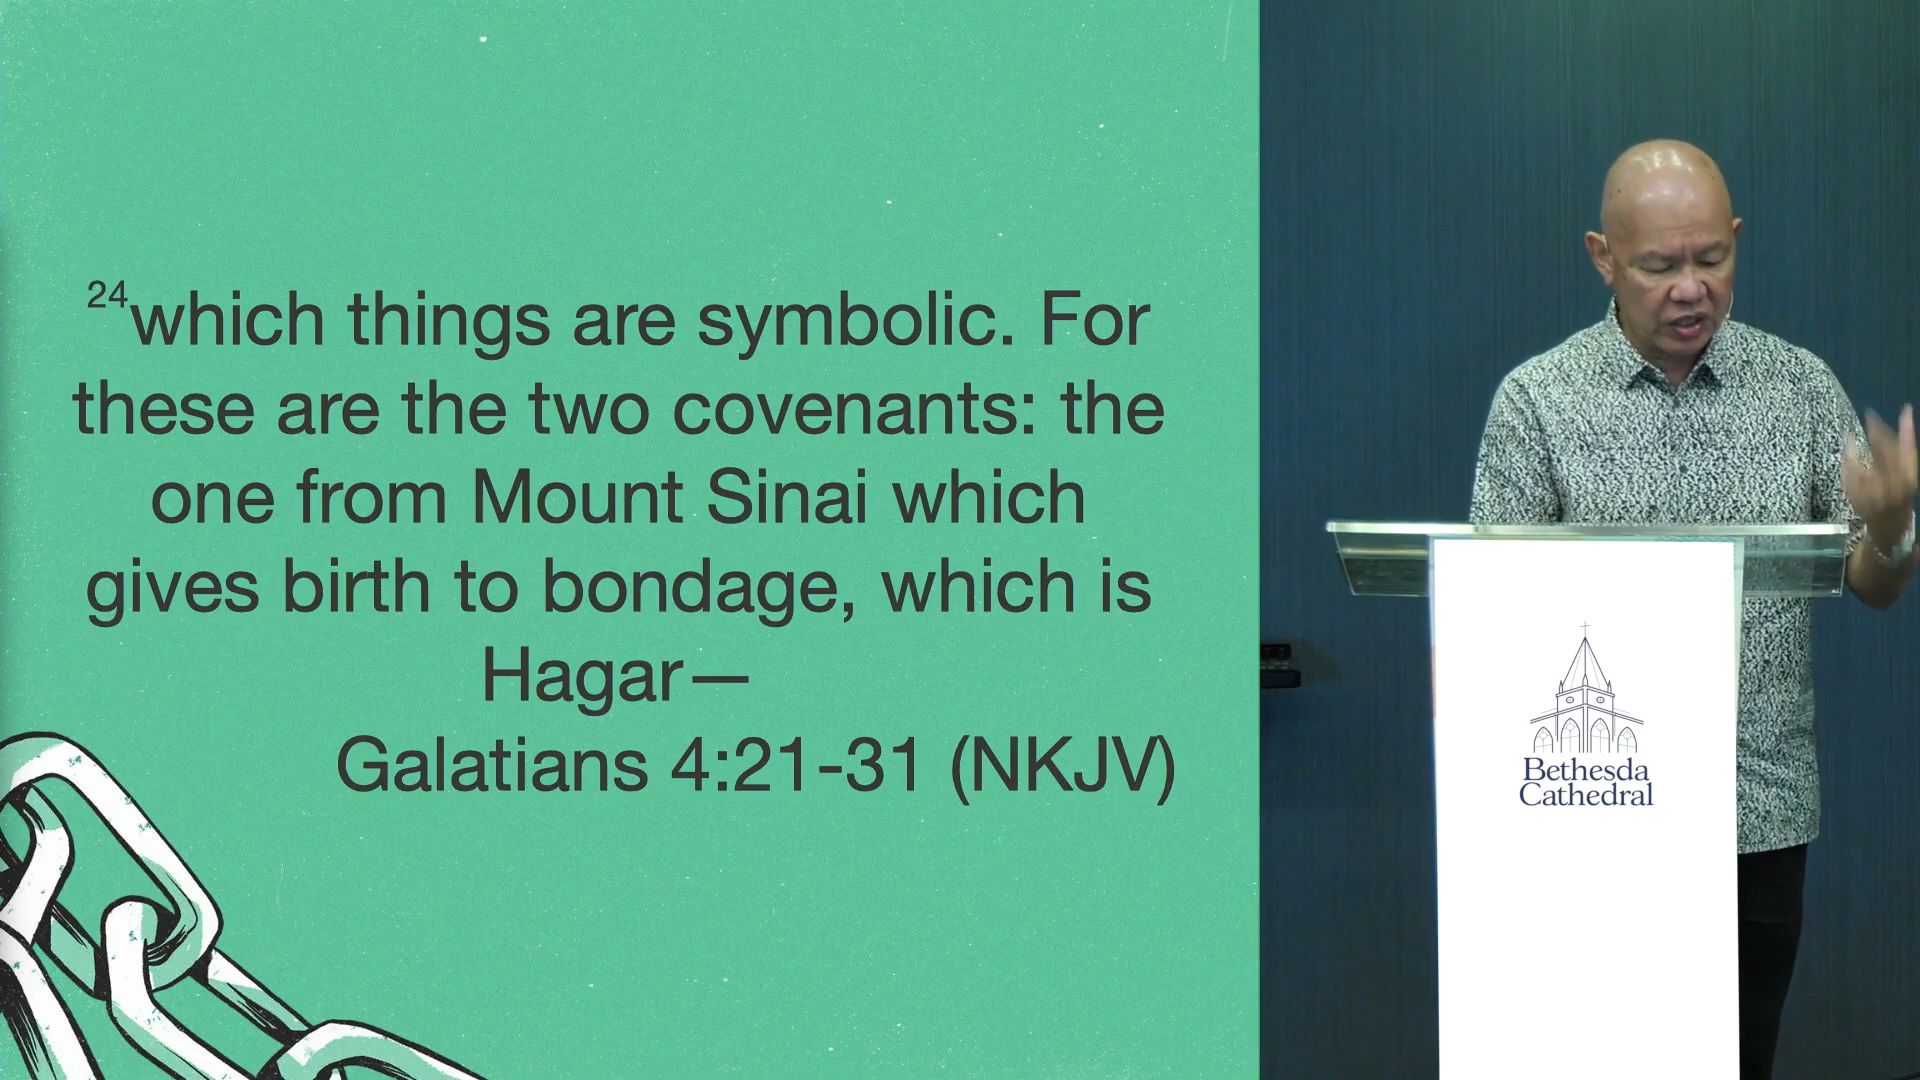 24which things are symbolic. For
these are the two covenants: the
one from Mount Sinai which
gives birth to bondage, which is
Hagar—
Galatians 4:21-31 (NKJV)
Bethesda
Cathedral